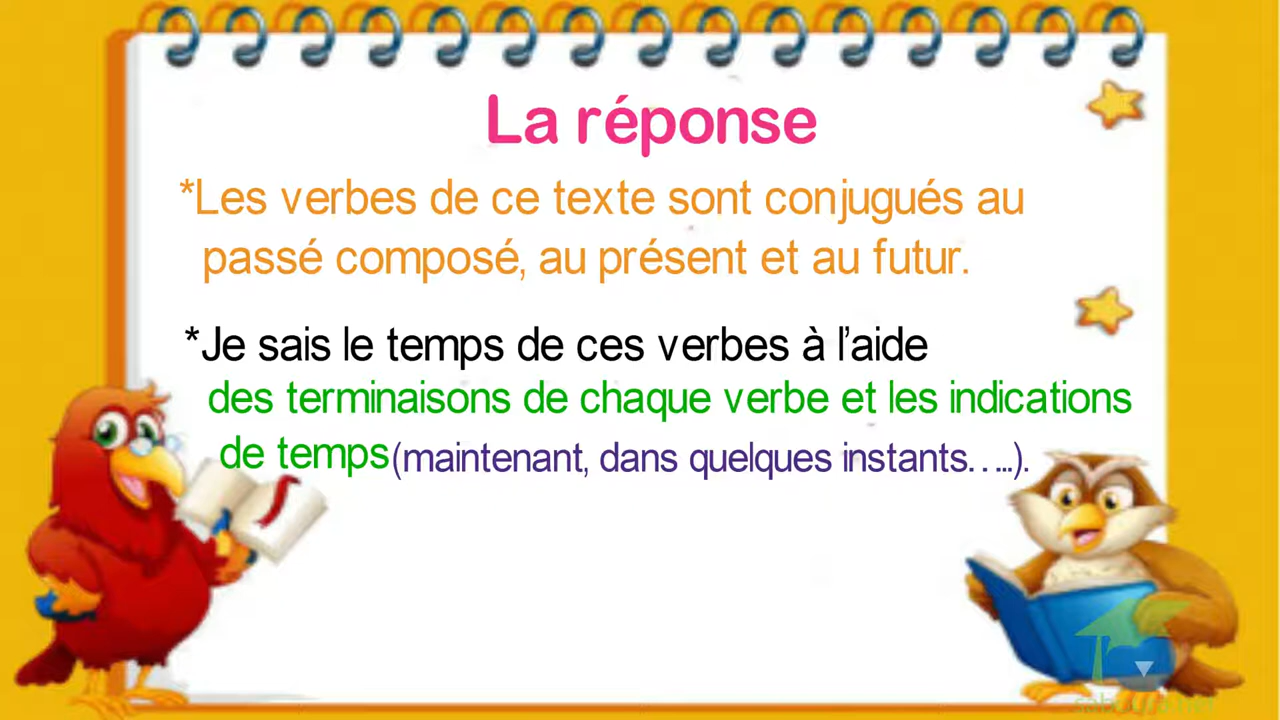 La réponse
*Les verbes de ce texte sont conjugués au
passé composé, au présent et au futur.
*Je sais le temps de ces verbes à l’aide
des terminaisons de chaque verbe et les indications
de temps(maintenant, dans quelques instants…..).